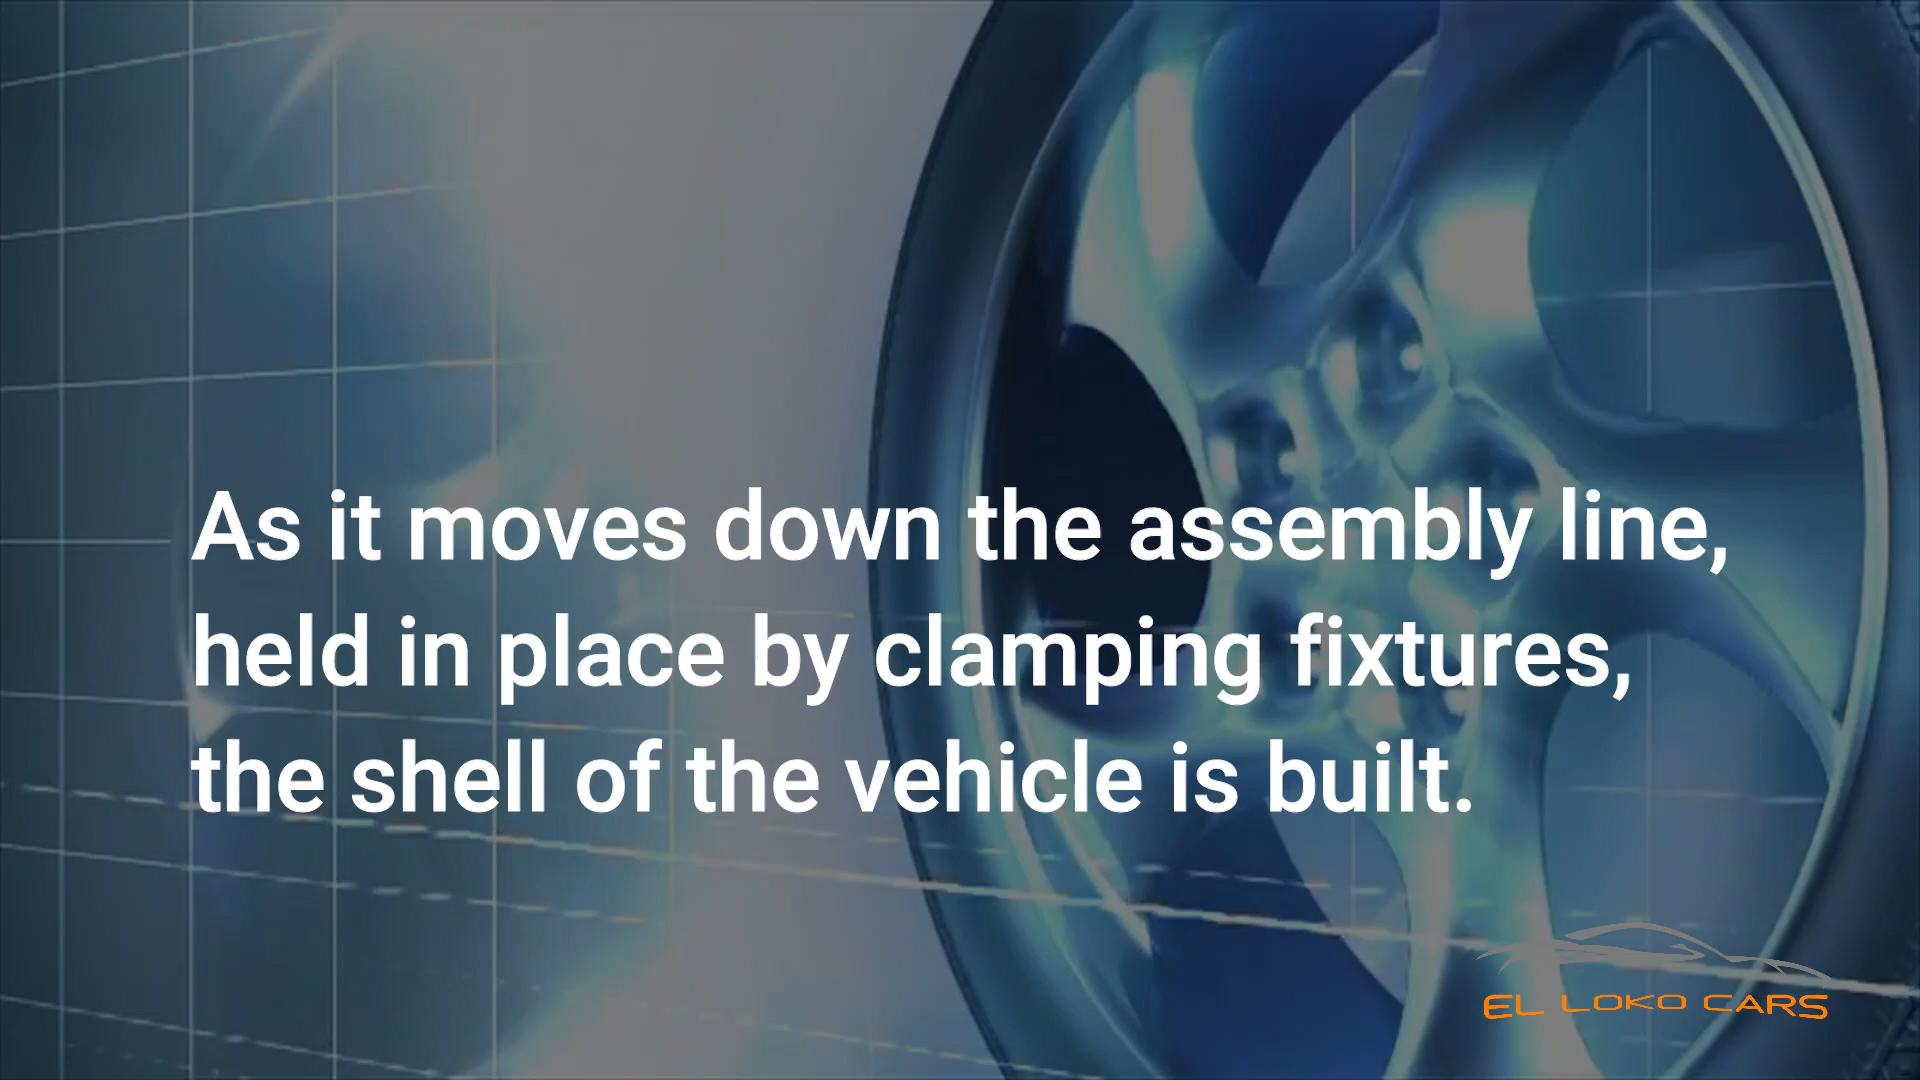 As it moves down the assembly line,
held in place by clamping fixtures,
the shell of the vehicle is built.
EL LOKO CARS